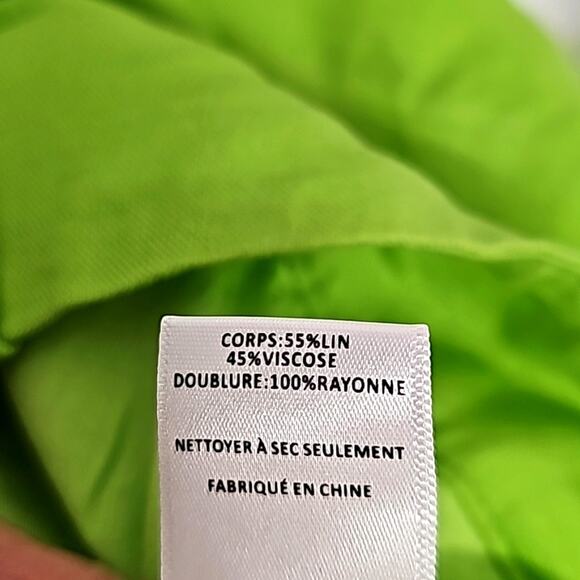 CORPS:55%LIN
45%VISCOSE
DOUBLURE:100%RAYONNE
NETTOYER À SEC SEULEMENT
FABRIQUÉ EN CHINE